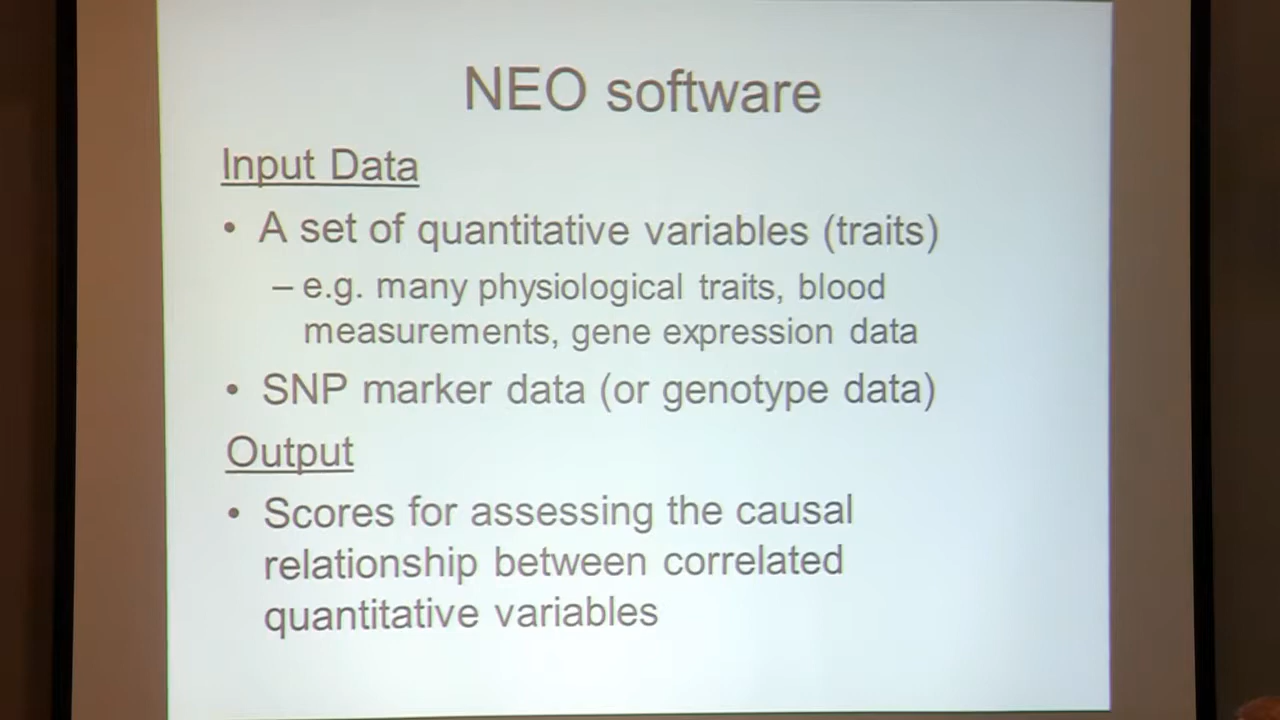 NEO software
Input Data
• A set of quantitative variables (traits)
– e.g. many physiological traits, blood
measurements, gene expression data
• SNP marker data (or genotype data)
Output
• Scores for assessing the causal
relationship between correlated
quantitative variables